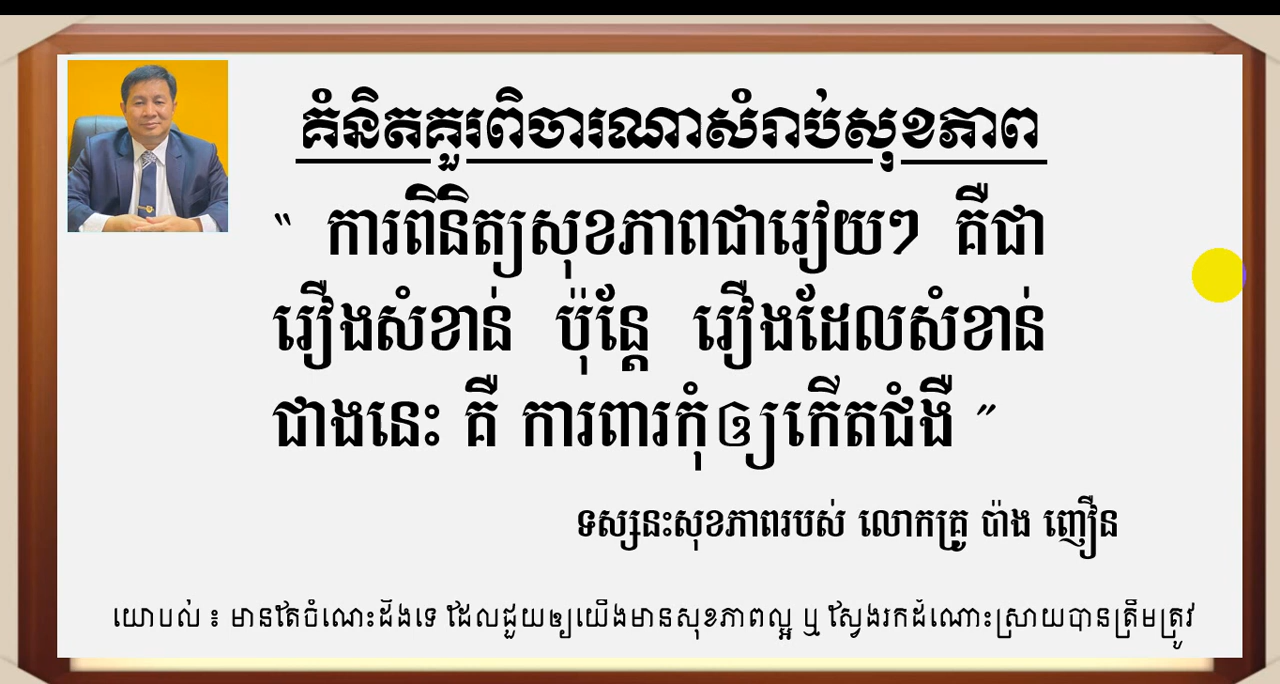 គំនិតគួរពិចារណាសំរាប់សុខភាព
“ ការពិនិត្យសុខភាពជារៀយៗ គឺជា
រឿងសំខាន់ ប៉ុន្តែ រឿងដែលសំខាន់
ជាងនេះ គឺ ការពារកុំឲ្យកើតជំងឺ ”
ទស្សនះសុខភាពរបស់ លោកគ្រូ ប៉ាង ញឿន
យោបល់ ៖ មានតែចំណេះដឹងទេ ដែលជួយឲ្យយើងមានសុខភាពល្អ ឬ ស្វែងរកដំណោះស្រាយបានត្រឹមត្រូវ